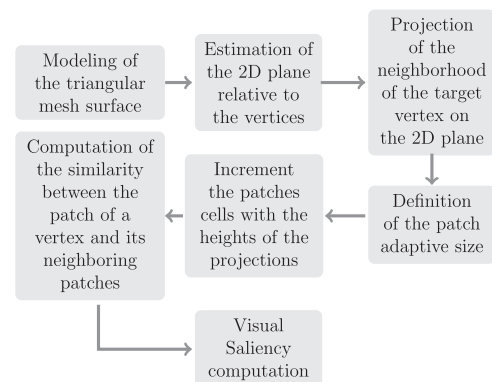 Modeling of
the triangular
mesh surface
Estimation of
the 2D plane
relative to
the vertices
Projection
of the
neighborhood
of the target
vertex on
the 2D plane
Definition
of the patch
adaptive size
Increment
the patches
cells with the
heights of the
projections
Computation of
the similarity
between the
patch of a
vertex and its
neighboring
patches
Visual
Saliency
computation